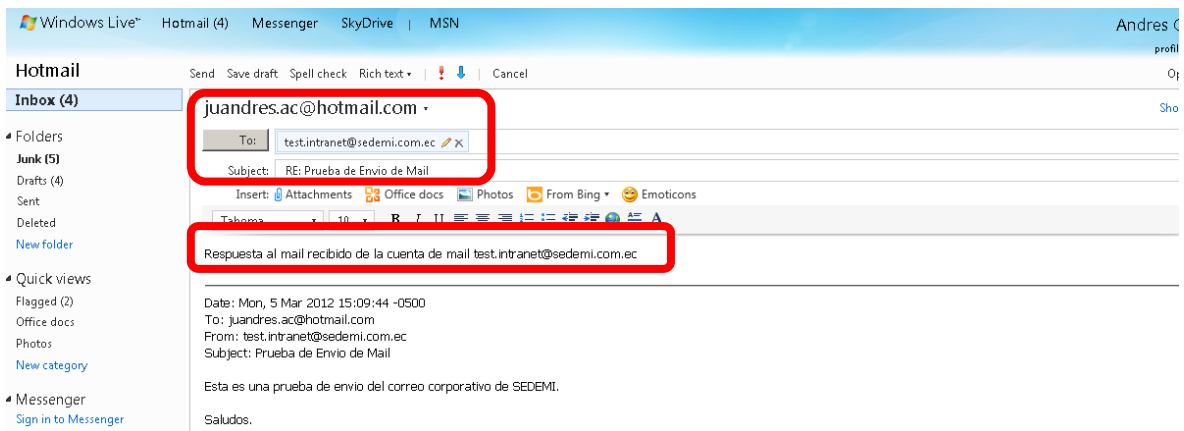 Windows Live™ Hotmail (4) Messenger SkyDrive | MSN
Andres
profil
Hotmail
Send Save draft Spell check Rich text | Cancel
Op
Inbox (4)
juandres.ac@hotmail.com
Sho
To: test.intranet@sedemi.com.ec
Subject: RE: Prueba de Envio de Mail
Insert: Attachments Office docs Photos From Bing Emoticons
Tahoma 10 B I U A
Folders
Junk (5)
Drafts (4)
Sent
Deleted
New folder
Respuesta al mail recibido de la cuenta de mail test.intranet@sedemi.com.ec
Quick views
Flagged (2)
Office docs
Photos
New category
Date: Mon, 5 Mar 2012 15:09:44 -0500
To: juandres.ac@hotmail.com
From: test.intranet@sedemi.com.ec
Subject: Prueba de Envio de Mail
Esta es una prueba de envio del correo corporativo de SEDEMI.
Messenger
Sign in to Messenger
Saludos.